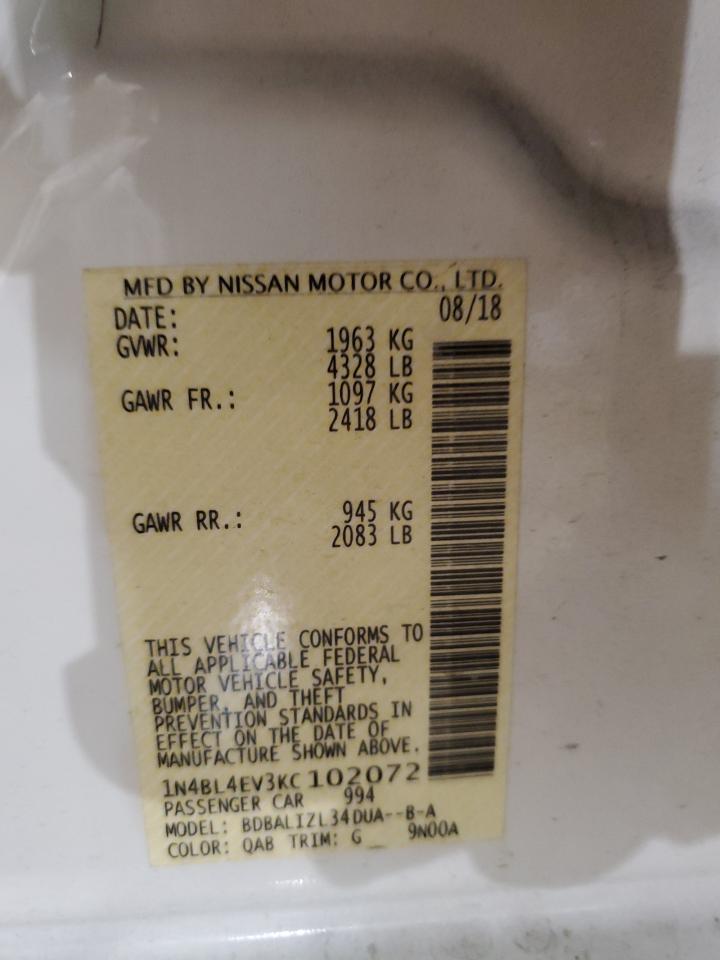 MFD BY NISSAN MOTOR CO., LTD.
DATE: 08/18
GVWR: 1963 KG
4328 LB
GAWR FR.: 1097 KG
2418 LB
GAWR RR.: 945 KG
2083 LB
THIS VEHICLE CONFORMS TO
ALL APPLICABLE FEDERAL
MOTOR VEHICLE SAFETY,
BUMPER, AND THEFT
PREVENTION STANDARDS IN
EFFECT ON THE DATE OF
MANUFACTURE SHOWN ABOVE.
1N4BL4EV3KC102072
PASSENGER CAR 994
MODEL: BDBALIZL34DUA--B-A
COLOR: QAB TRIM: G__ 9N00A